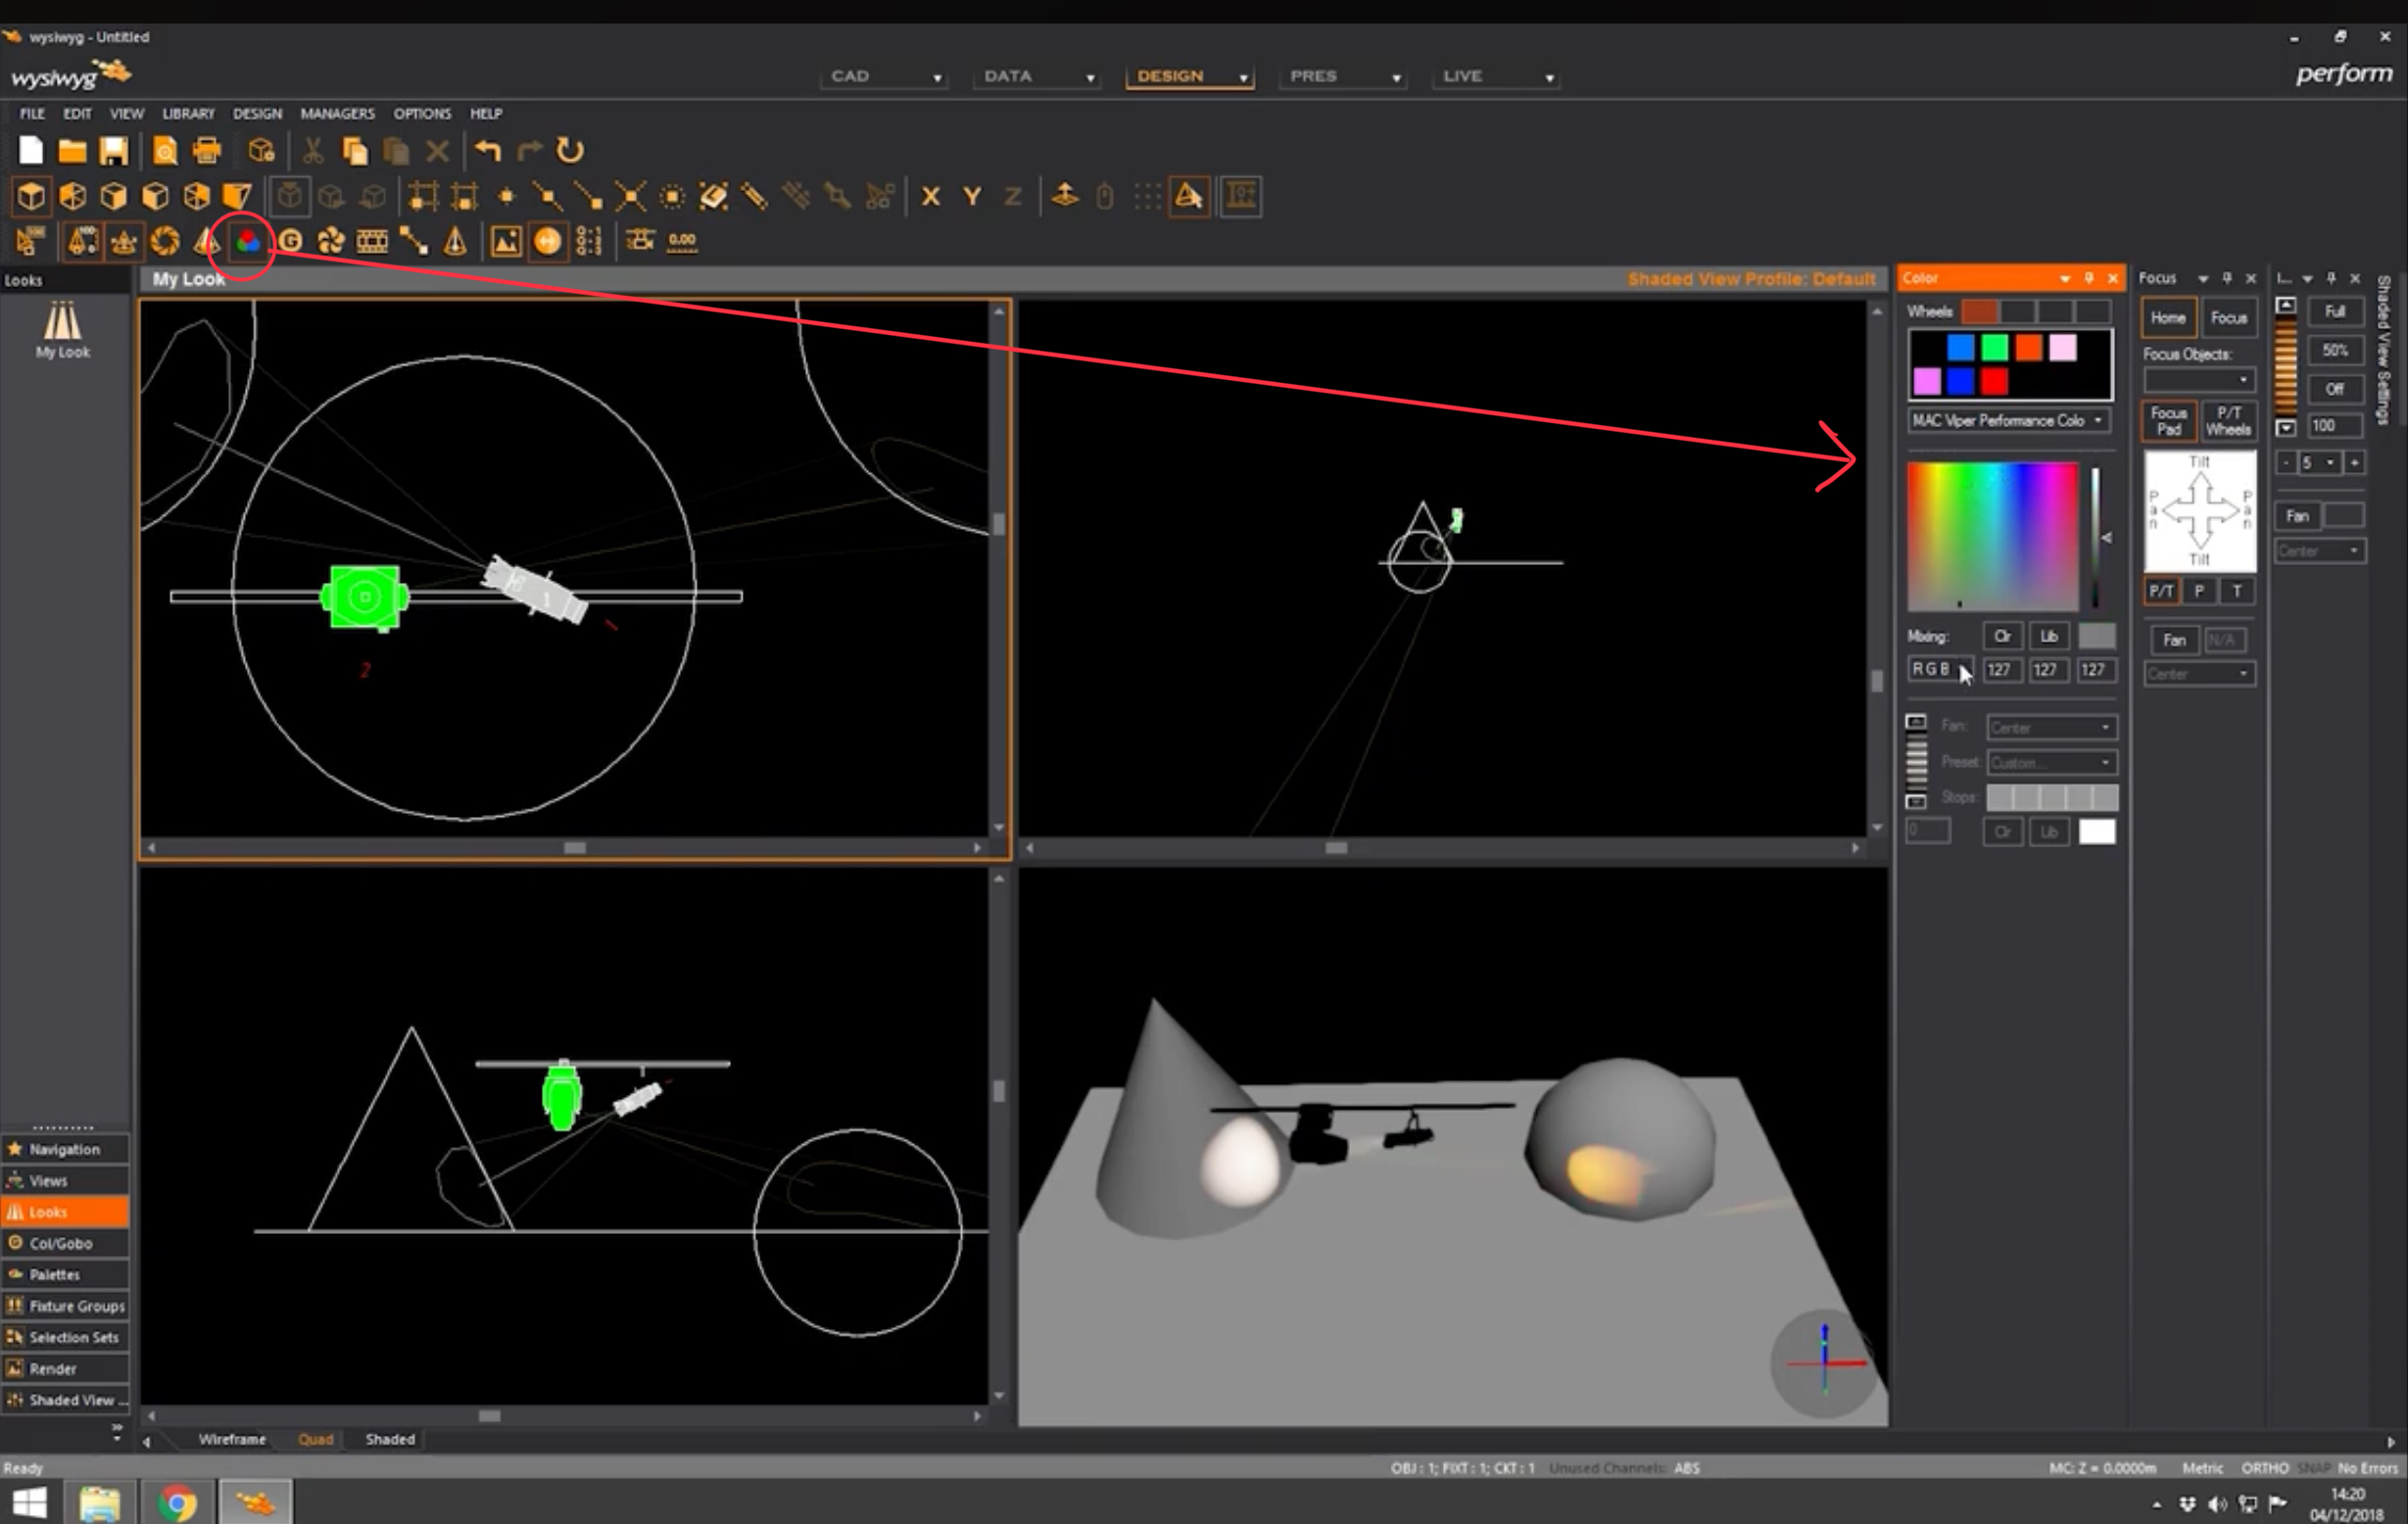 wysiwyg - Untitled
wysiwyg
CAD DATA DESIGN PRES LIVE
perform
FILE EDIT VIEW LIBRARY DESIGN MANAGERS OPTIONS HELP
X Y Z
G 0.00
Looks
My Look
My Look Shaded View Profile: Default
2
Color
Wheels
MAC Viper Performance Colo
Mixing: Clr Lib
RGB 127 127 127
Fan: Center
Preset: Custom...
Stops:
0 Clr Lib
Focus
Home Focus
Focus Objects:
Focus Pad P/T Wheels
Tilt
Pan Pan
Tilt
P/T P T
Fan N/A
Center
I...
Full
50%
Off
100
- 5 +
Fan
Center
Shaded View Settings
Navigation
Views
Looks
Col/Gobo
Palettes
Fixture Groups
Selection Sets
Render
Shaded View ...
Wireframe Quad Shaded
Ready
OBJ : 1; FIXT : 1; CKT : 1 Unused Channels: ABS
MC: Z = 0.0000m Metric ORTHO SNAP No Errors
14:20
04/12/2018